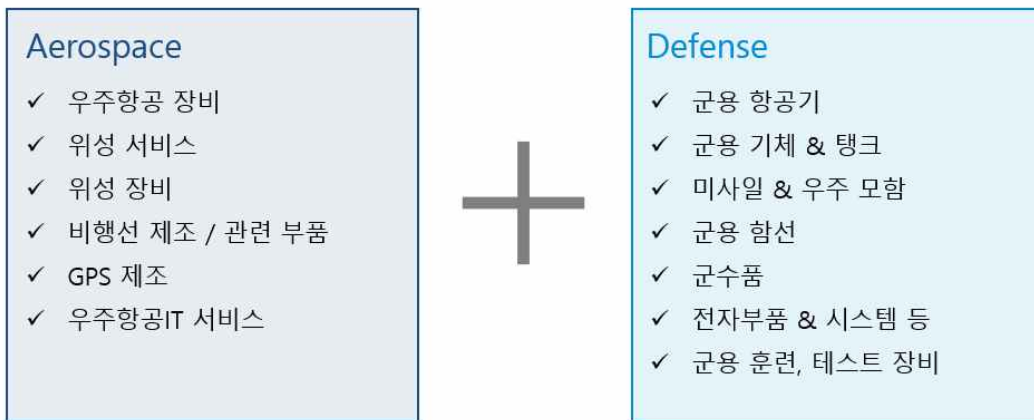 Aerospace
✓ 우주항공 장비
✓ 위성 서비스
✓ 위성 장비
✓ 비행선 제조 / 관련 부품
✓ GPS 제조
✓ 우주항공IT 서비스
Defense
✓ 군용 항공기
✓ 군용 기체 & 탱크
✓ 미사일 & 우주 모함
✓ 군용 함선
✓ 군수품
✓ 전자부품 & 시스템 등
✓ 군용 훈련, 테스트 장비